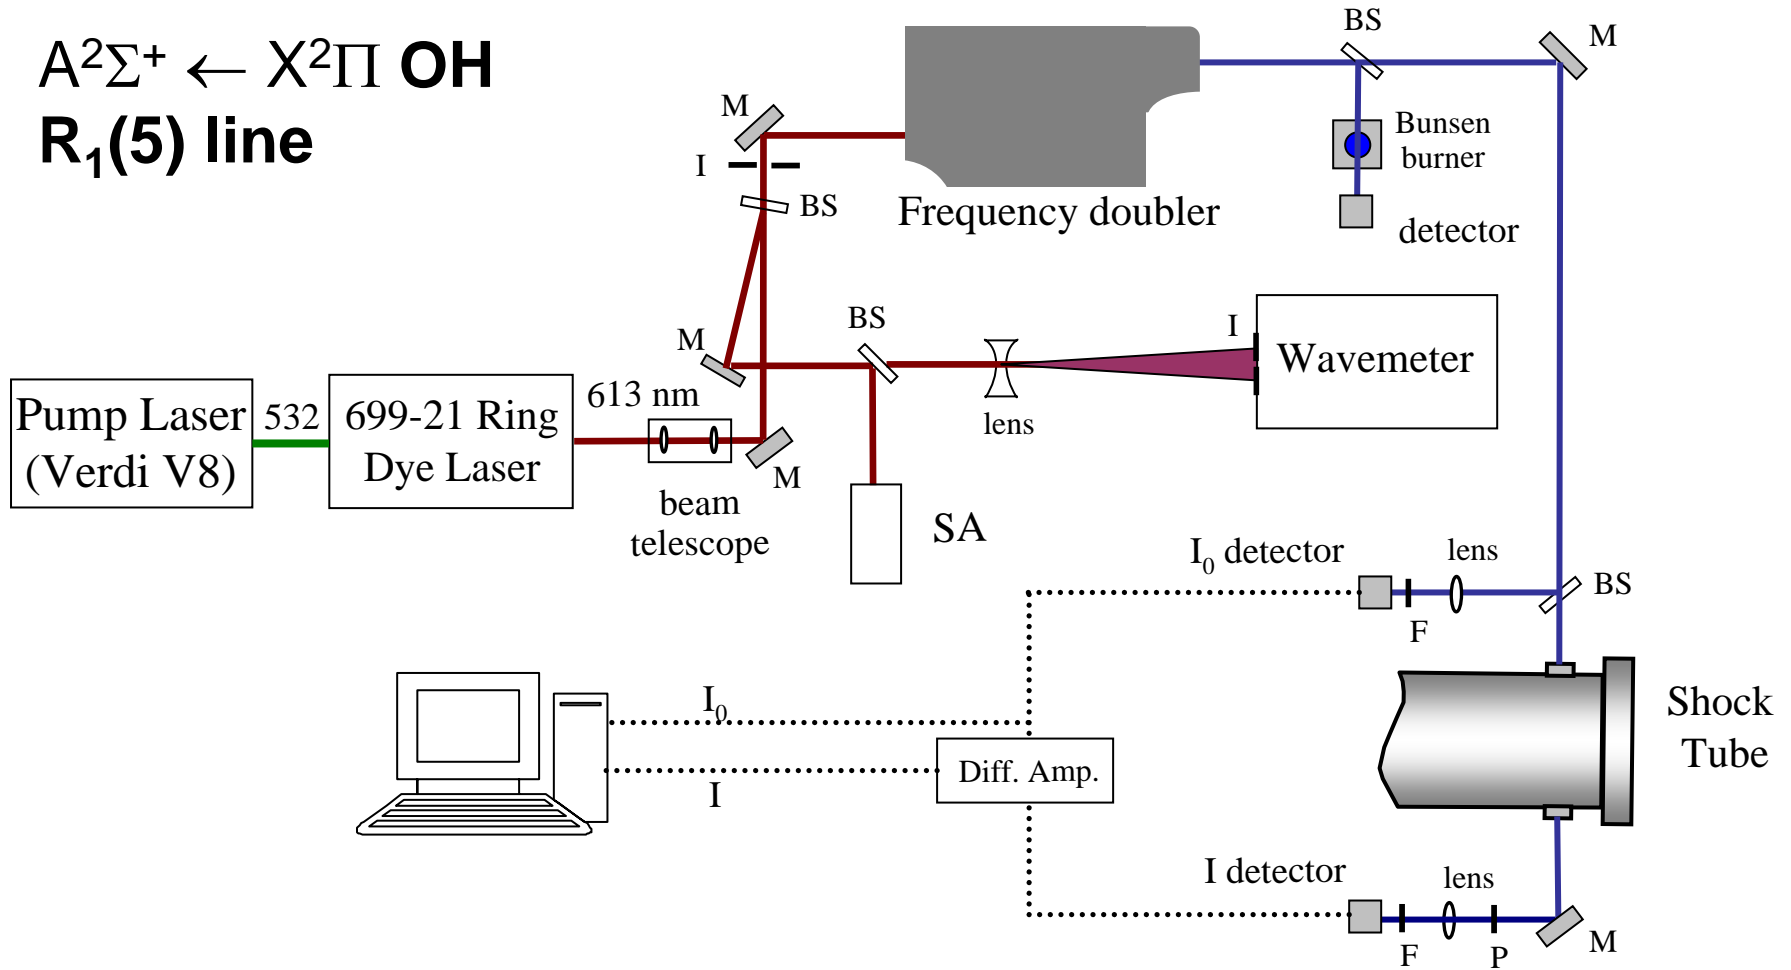 A²Σ⁺ ← X²Π OH
R₁(5) line
M
I
BS
Frequency doubler
BS
M
Bunsen
burner
detector
M
BS
lens
I
Wavemeter
Pump Laser
(Verdi V8)
532
699-21 Ring
Dye Laser
613 nm
beam
telescope
M
SA
I₀ detector
lens
F
BS
Shock
Tube
I₀
I
Diff. Amp.
I detector
lens
F
P
M